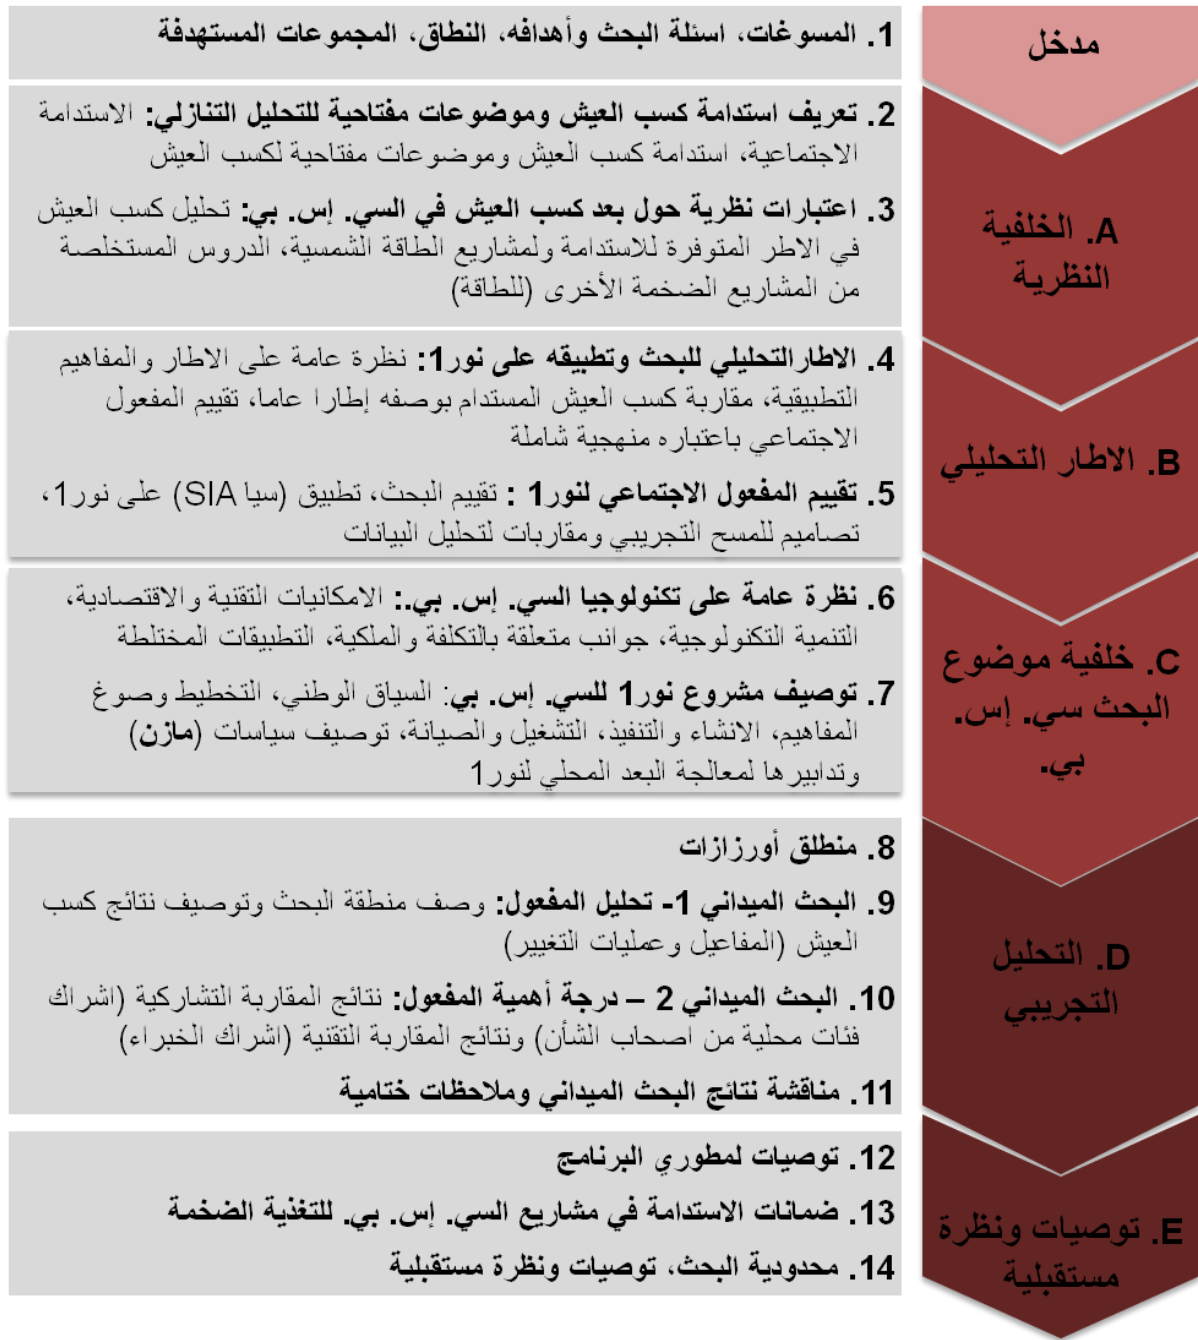 مدخل
1. المسوغات، اسئلة البحث وأهدافه، النطاق، المجموعات المستهدفة
A. الخلفية
النظرية
2. تعريف استدامة كسب العيش وموضوعات مفتاحية للتحليل التنازلي: الاستدامة
الاجتماعية، استدامة كسب العيش وموضوعات مفتاحية لكسب العيش
3. اعتبارات نظرية حول بعد كسب العيش في السي. إس. بي: تحليل كسب العيش
في الاطر المتوفرة للاستدامة ولمشاريع الطاقة الشمسية، الدروس المستخلصة
من المشاريع الضخمة الأخرى (للطاقة)
B. الاطار التحليلي
4. الاطارالتحليلي للبحث وتطبيقه على نور1: نظرة عامة على الاطار والمفاهيم
التطبيقية، مقاربة كسب العيش المستدام بوصفه إطارا عاما، تقييم المفعول
الاجتماعي باعتباره منهجية شاملة
5. تقييم المفعول الاجتماعي لنور1 : تقييم البحث، تطبيق (سيا SIA) على نور1،
تصاميم للمسح التجريبي ومقاربات لتحليل البيانات
C. خلفية موضوع
البحث سي. إس.
بي.
6. نظرة عامة على تكنولوجيا السي. إس. بي.: الامكانيات التقنية والاقتصادية،
التنمية التكنولوجية، جوانب متعلقة بالتكلفة والملكية، التطبيقات المختلطة
7. توصيف مشروع نور1 للسي. إس. بي: السياق الوطني، التخطيط وصوغ
المفاهيم، الانشاء والتنفيذ، التشغيل والصيانة، توصيف سياسات (مازن)
وتدابيرها لمعالجة البعد المحلي لنور1
D. التحليل
التجريبي
8. منطلق أورزازات
9. البحث الميداني 1- تحليل المفعول: وصف منطقة البحث وتوصيف نتائج كسب
العيش (المفاعيل وعمليات التغيير)
10. البحث الميداني 2 – درجة أهمية المفعول: نتائج المقاربة التشاركية (اشراك
فئات محلية من اصحاب الشأن) ونتائج المقاربة التقنية (اشراك الخبراء)
11. مناقشة نتائج البحث الميداني وملاحظات ختامية
E. توصيات ونظرة
مستقبلية
12. توصيات لمطوري البرنامج
13. ضمانات الاستدامة في مشاريع السي. إس. بي. للتغذية الضخمة
14. محدودية البحث، توصيات ونظرة مستقبلية